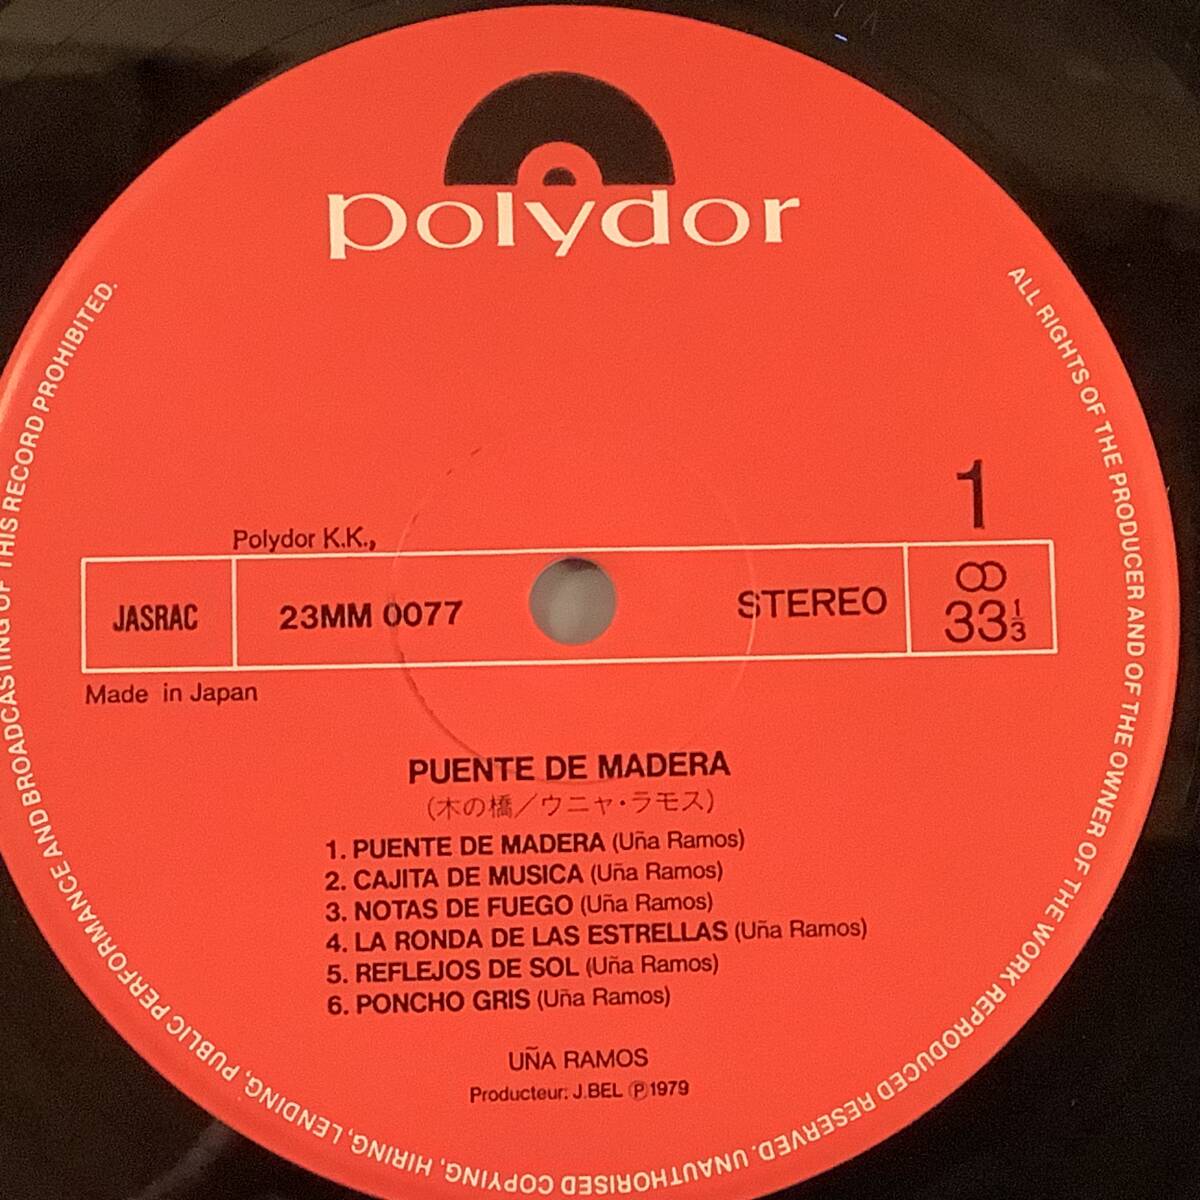 polydor
1
Polydor K.K.,
JASRAC
23MM 0077
STEREO
33 1/3
Made in Japan
PUENTE DE MADERA
(木の橋/ウニャ・ラモス)
1. PUENTE DE MADERA (Uña Ramos)
2. CAJITA DE MUSICA (Uña Ramos)
3. NOTAS DE FUEGO (Uña Ramos)
4. LA RONDA DE LAS ESTRELLAS (Uña Ramos)
5. REFLEJOS DE SOL (Uña Ramos)
6. PONCHO GRIS (Uña Ramos)
UÑA RAMOS
Producteur: J.BEL ℗1979
ALL RIGHTS OF THE PRODUCER AND OF THE OWNER OF THE WORK REPRODUCED RESERVED. UNAUTHORISED COPYING, HIRING, LENDING, PUBLIC PERFORMANCE AND BROADCASTING OF THIS RECORD PROHIBITED.